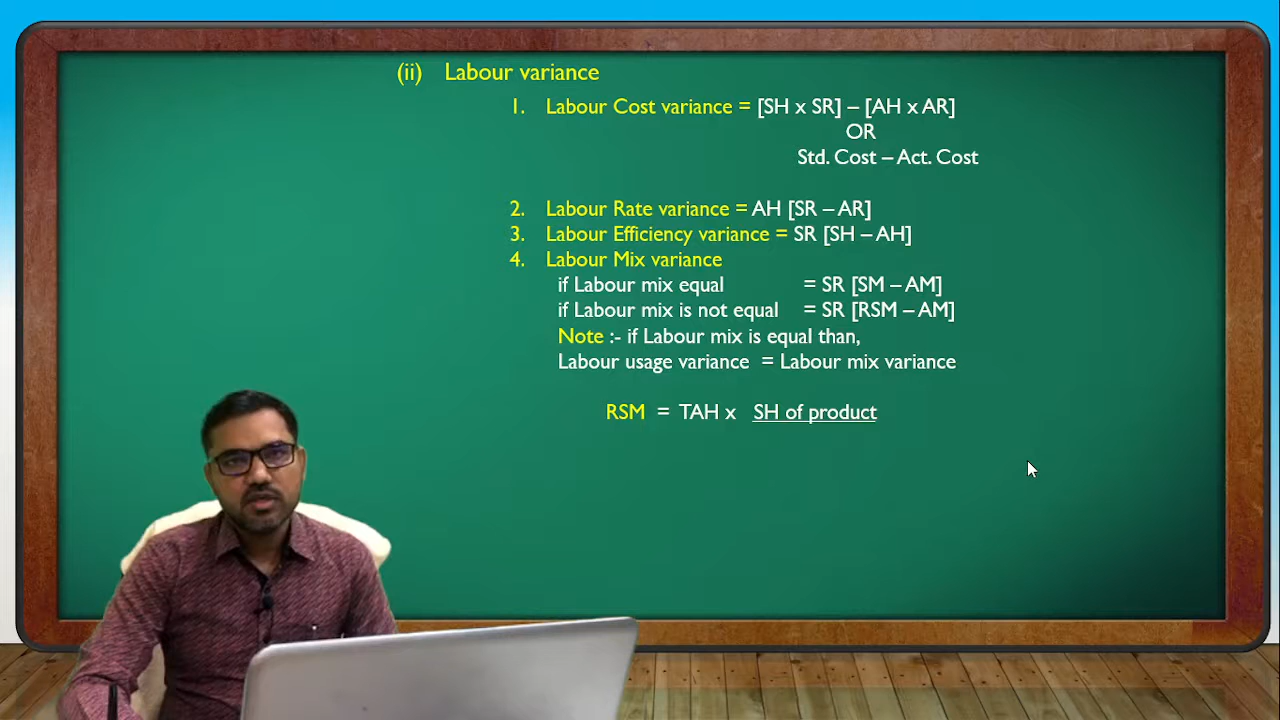 (ii) Labour variance
1. Labour Cost variance = [SH x SR] – [AH x AR]
OR
Std. Cost – Act. Cost
2. Labour Rate variance = AH [SR – AR]
3. Labour Efficiency variance = SR [SH – AH]
4. Labour Mix variance
if Labour mix equal = SR [SM – AM]
if Labour mix is not equal = SR [RSM – AM]
Note :- if Labour mix is equal than,
Labour usage variance = Labour mix variance
RSM = TAH x SH of product